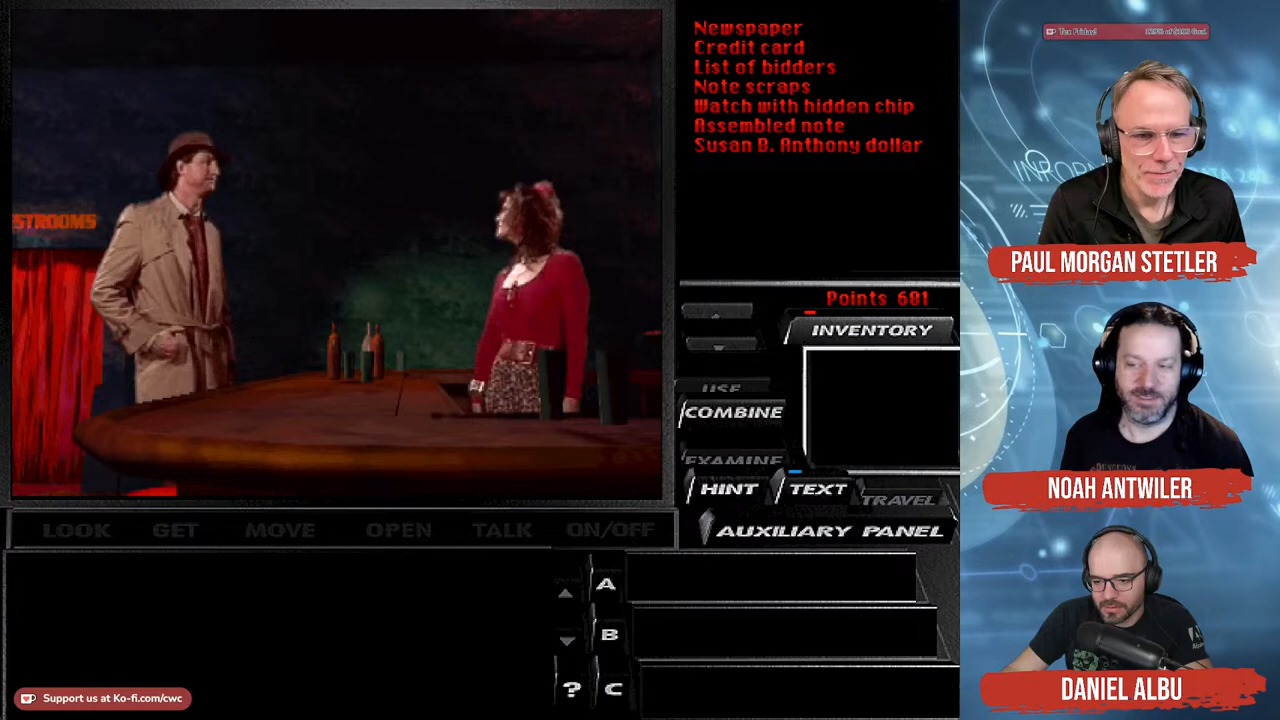 STROOMS
Newspaper
Credit card
List of bidders
Note scraps
Watch with hidden chip
Assembled note
Susan B. Anthony dollar
Points 681
INVENTORY
USE
COMBINE
EXAMINE
HINT
TEXT
TRAVEL
AUXILIARY PANEL
LOOK
GET
MOVE
OPEN
TALK
ON/OFF
A
B
?
C
Support us at Ko-fi.com/cwc
Tex Friday!
PAUL MORGAN STETLER
NOAH ANTWILER
DANIEL ALBU